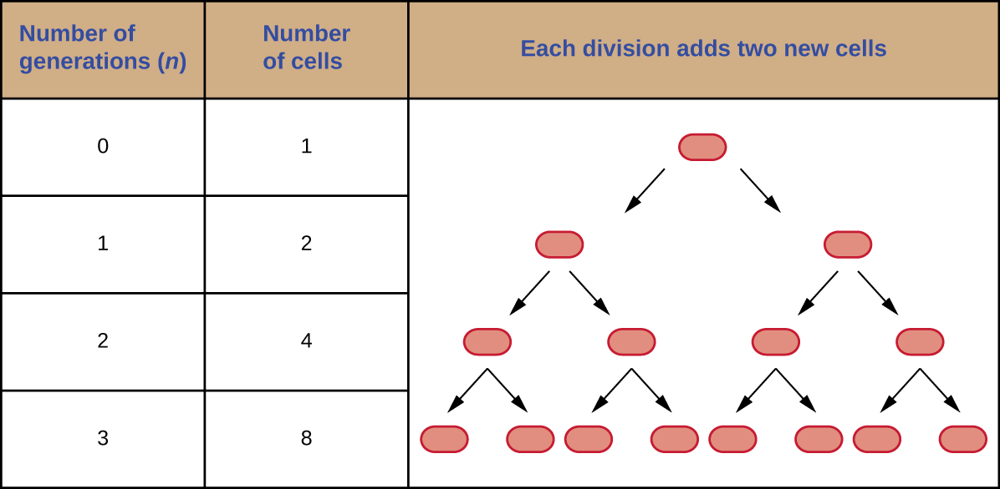 Number of
generations (n)
Number
of cells
Each division adds two new cells
0
1
1
2
2
4
3
8